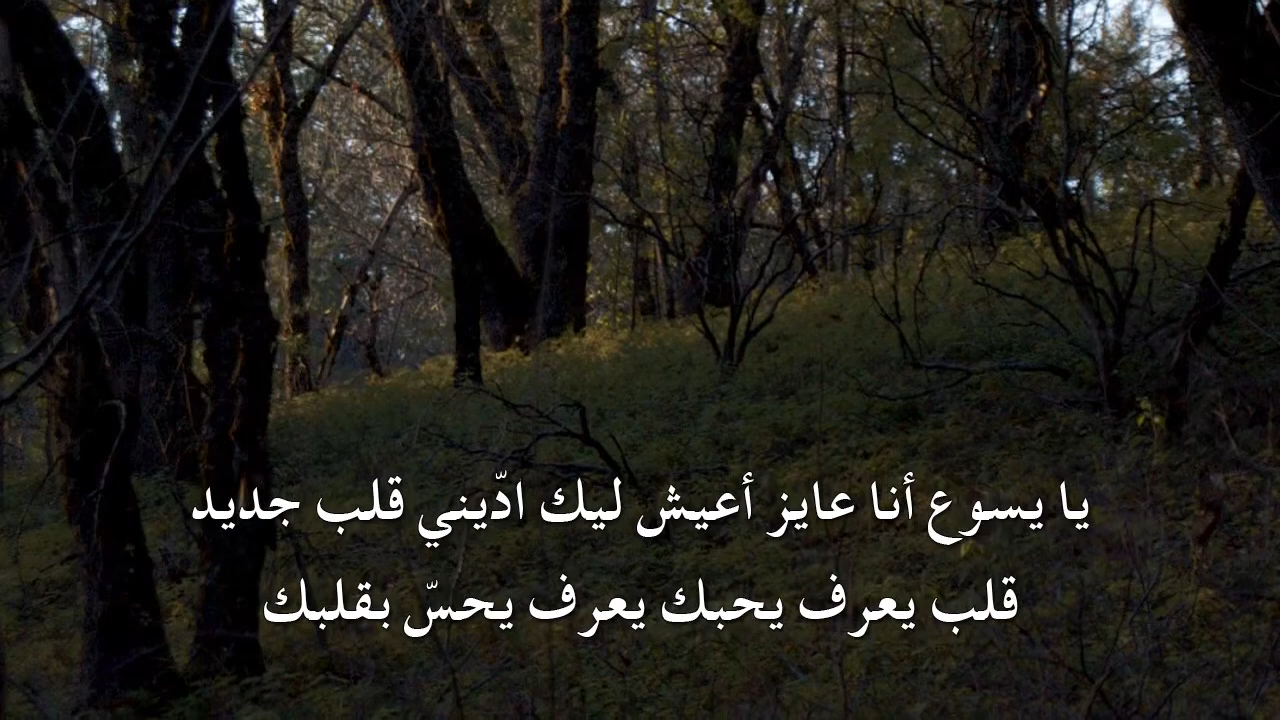 يا يسوع أنا عايز أعيش ليك ادّيني قلب جديد
قلب يعرف يحبك يعرف يحسّ بقلبك